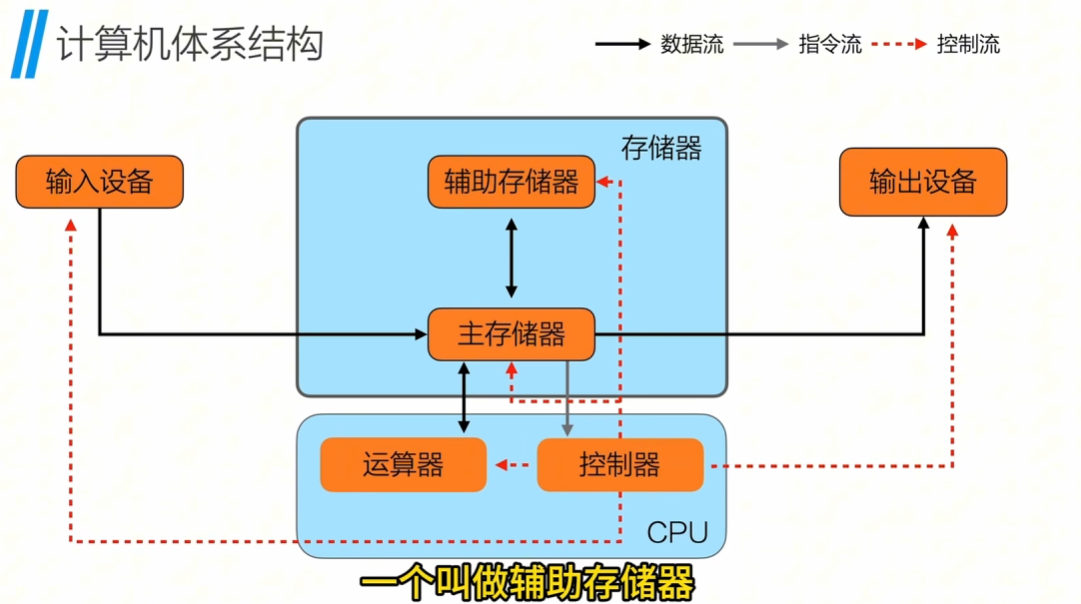 计算机体系结构
数据流
指令流
控制流
存储器
输入设备
辅助存储器
输出设备
主存储器
运算器
控制器
CPU
一个叫做辅助存储器